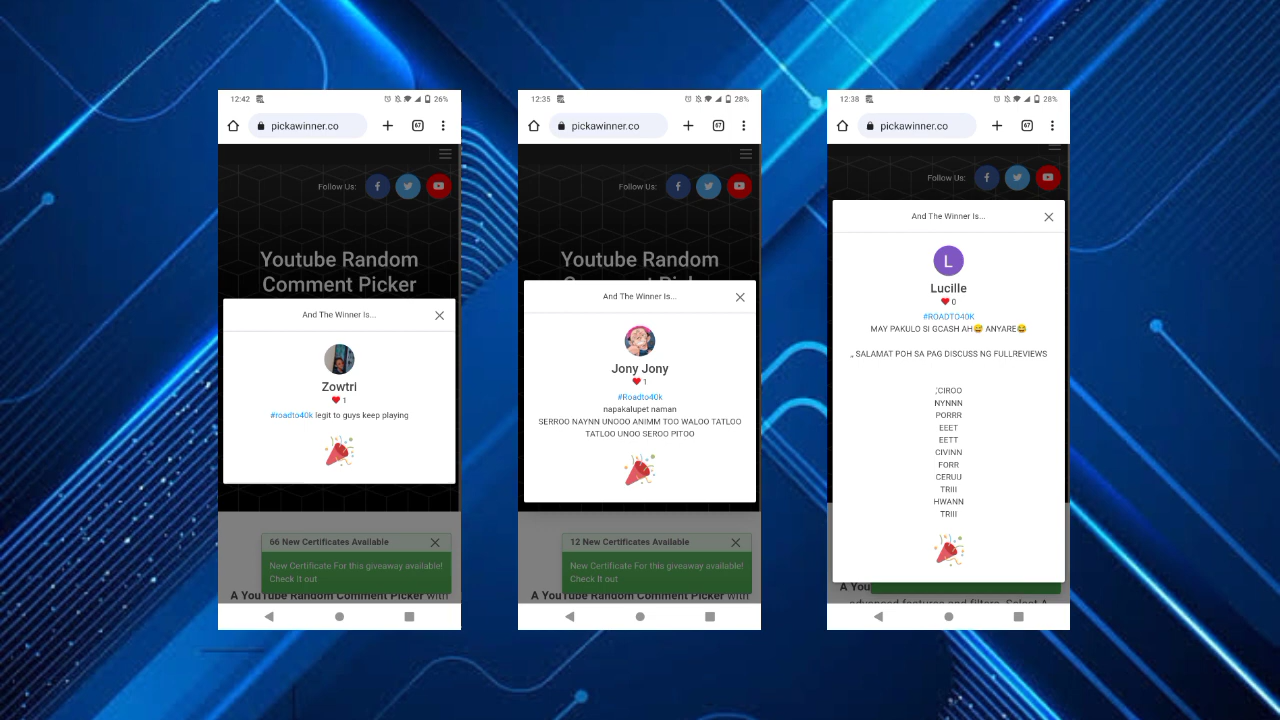 12:42
26%
pickawinner.co
67
Follow Us:
Youtube Random
Comment Picker
And The Winner Is...
Zowtri
1
#roadto40k legit to guys keep playing
66 New Certificates Available
New Certificate For this giveaway available!
Check It out
A YouTube Random Comment Picker with
12:35
28%
pickawinner.co
67
Follow Us:
Youtube Random
And The Winner Is...
Jony Jony
1
#Roadto40k
napakalupet naman
SERROO NAYNN UNOOO ANIMM TOO WALOO TATLOO
TATLOO UNOO SEROO PITOO
12 New Certificates Available
New Certificate For this giveaway available!
Check It out
A YouTube Random Comment Picker with
12:38
28%
pickawinner.co
67
Follow Us:
And The Winner Is...
L
Lucille
0
#ROADTO40K
MAY PAKULO SI GCASH AH😅 ANYARE😂
,, SALAMAT POH SA PAG DISCUSS NG FULLREVIEWS
;CIROO
NYNNN
PORRR
EEET
EETT
CIVINN
FORR
CERUU
TRIII
HWANN
TRIII
A You